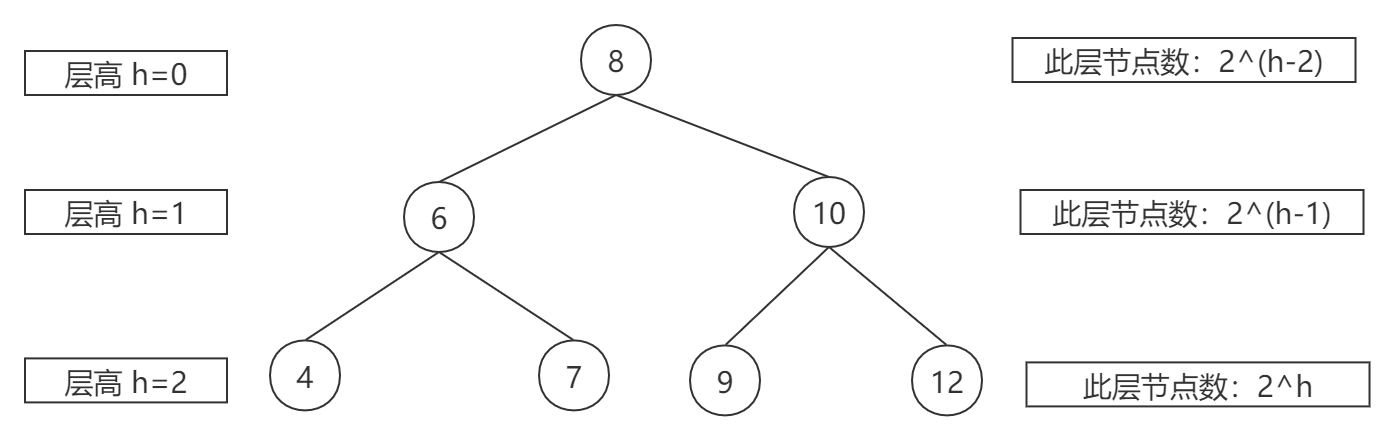 层高 h=0
8
此层节点数：2^(h-2)
层高 h=1
6
10
此层节点数：2^(h-1)
层高 h=2
4
7
9
12
此层节点数：2^h